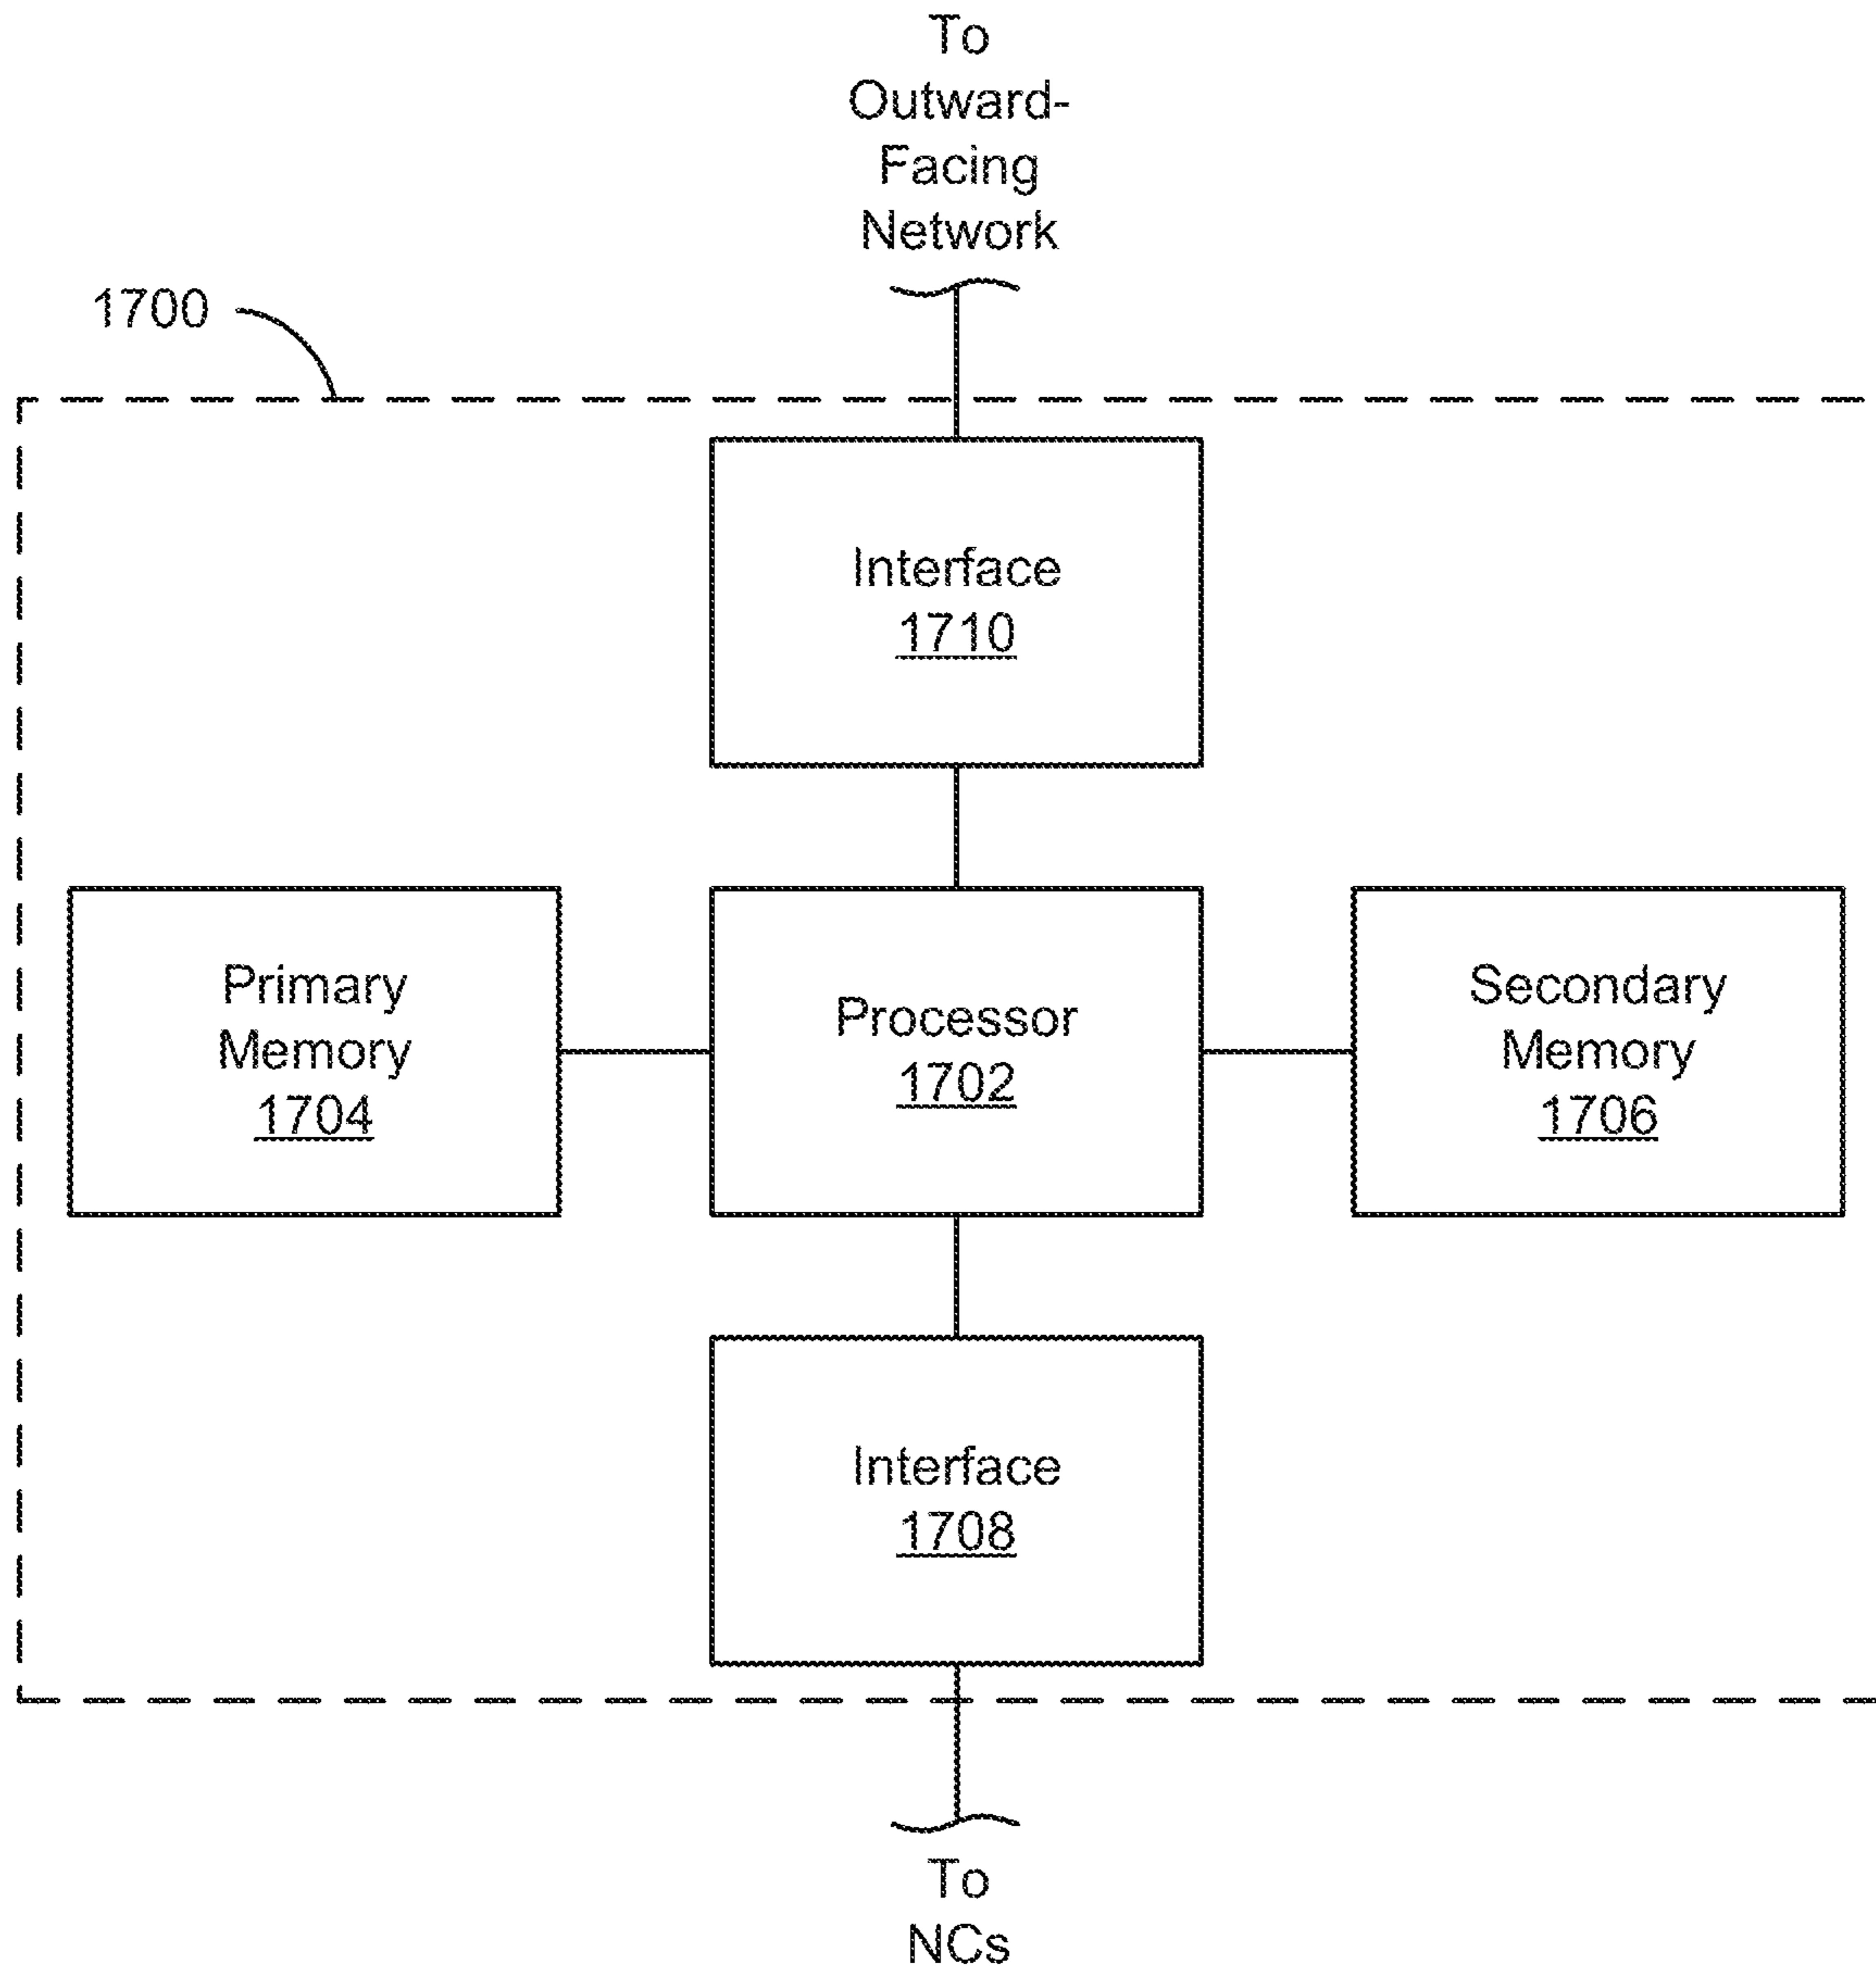 To
Outward-
Facing
Network
1700
Interface
1710
Primary
Memory
1704
Processor
1702
Secondary
Memory
1706
Interface
1708
To
NCs